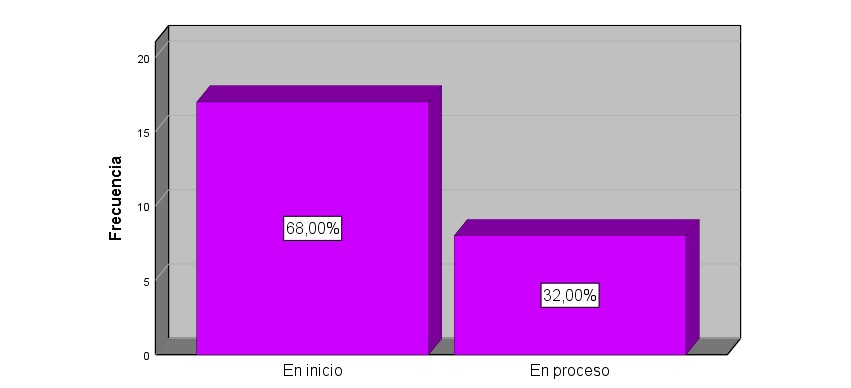 Frecuencia
20
15
10
5
0
68,00%
32,00%
En inicio
En proceso